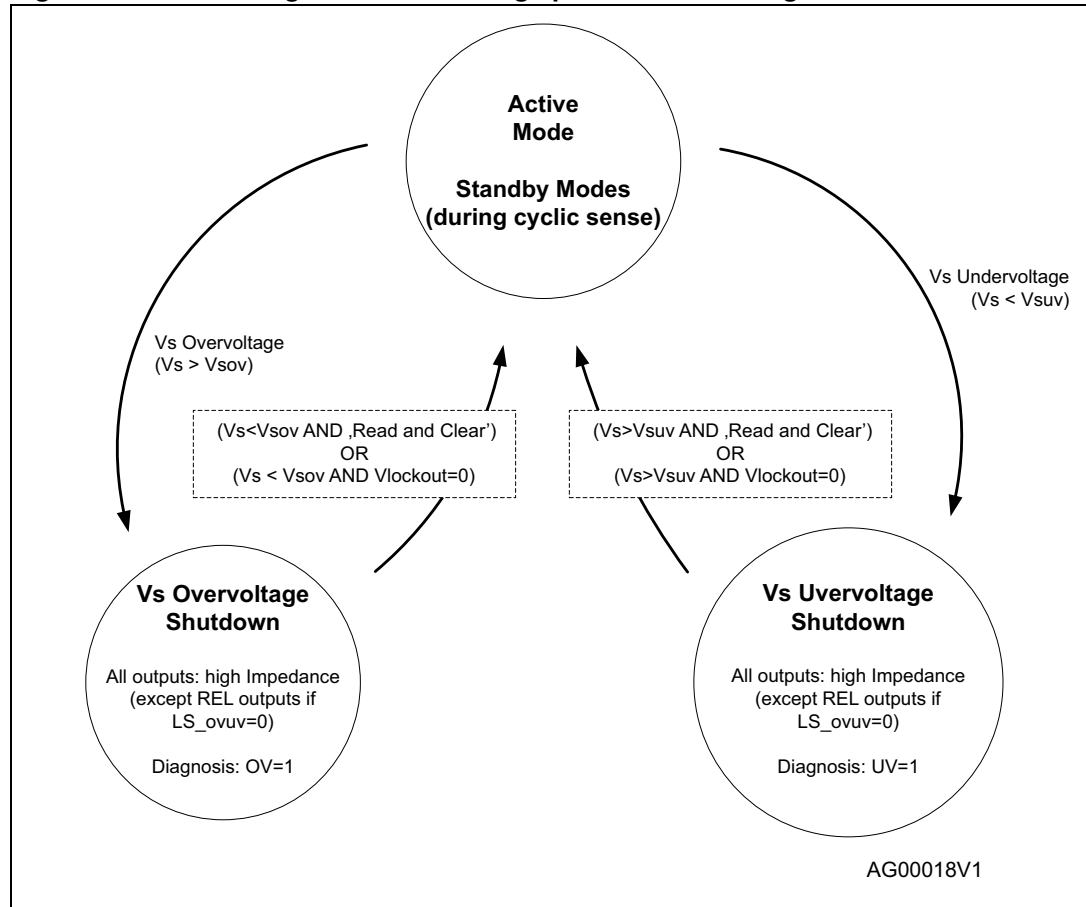 Active
Mode
Standby Modes
(during cyclic sense)
Vs Undervoltage
(Vs < Vsuv)
Vs Overvoltage
(Vs > Vsov)
(Vs<Vsov AND ‚Read and Clear’)
OR
(Vs < Vsov AND Vlockout=0)
(Vs>Vsuv AND ‚Read and Clear’)
OR
(Vs>Vsuv AND Vlockout=0)
Vs Overvoltage
Shutdown
All outputs: high Impedance
(except REL outputs if
LS_ovuv=0)
Diagnosis: OV=1
Vs Uvervoltage
Shutdown
All outputs: high Impedance
(except REL outputs if
LS_ovuv=0)
Diagnosis: UV=1
AG00018V1